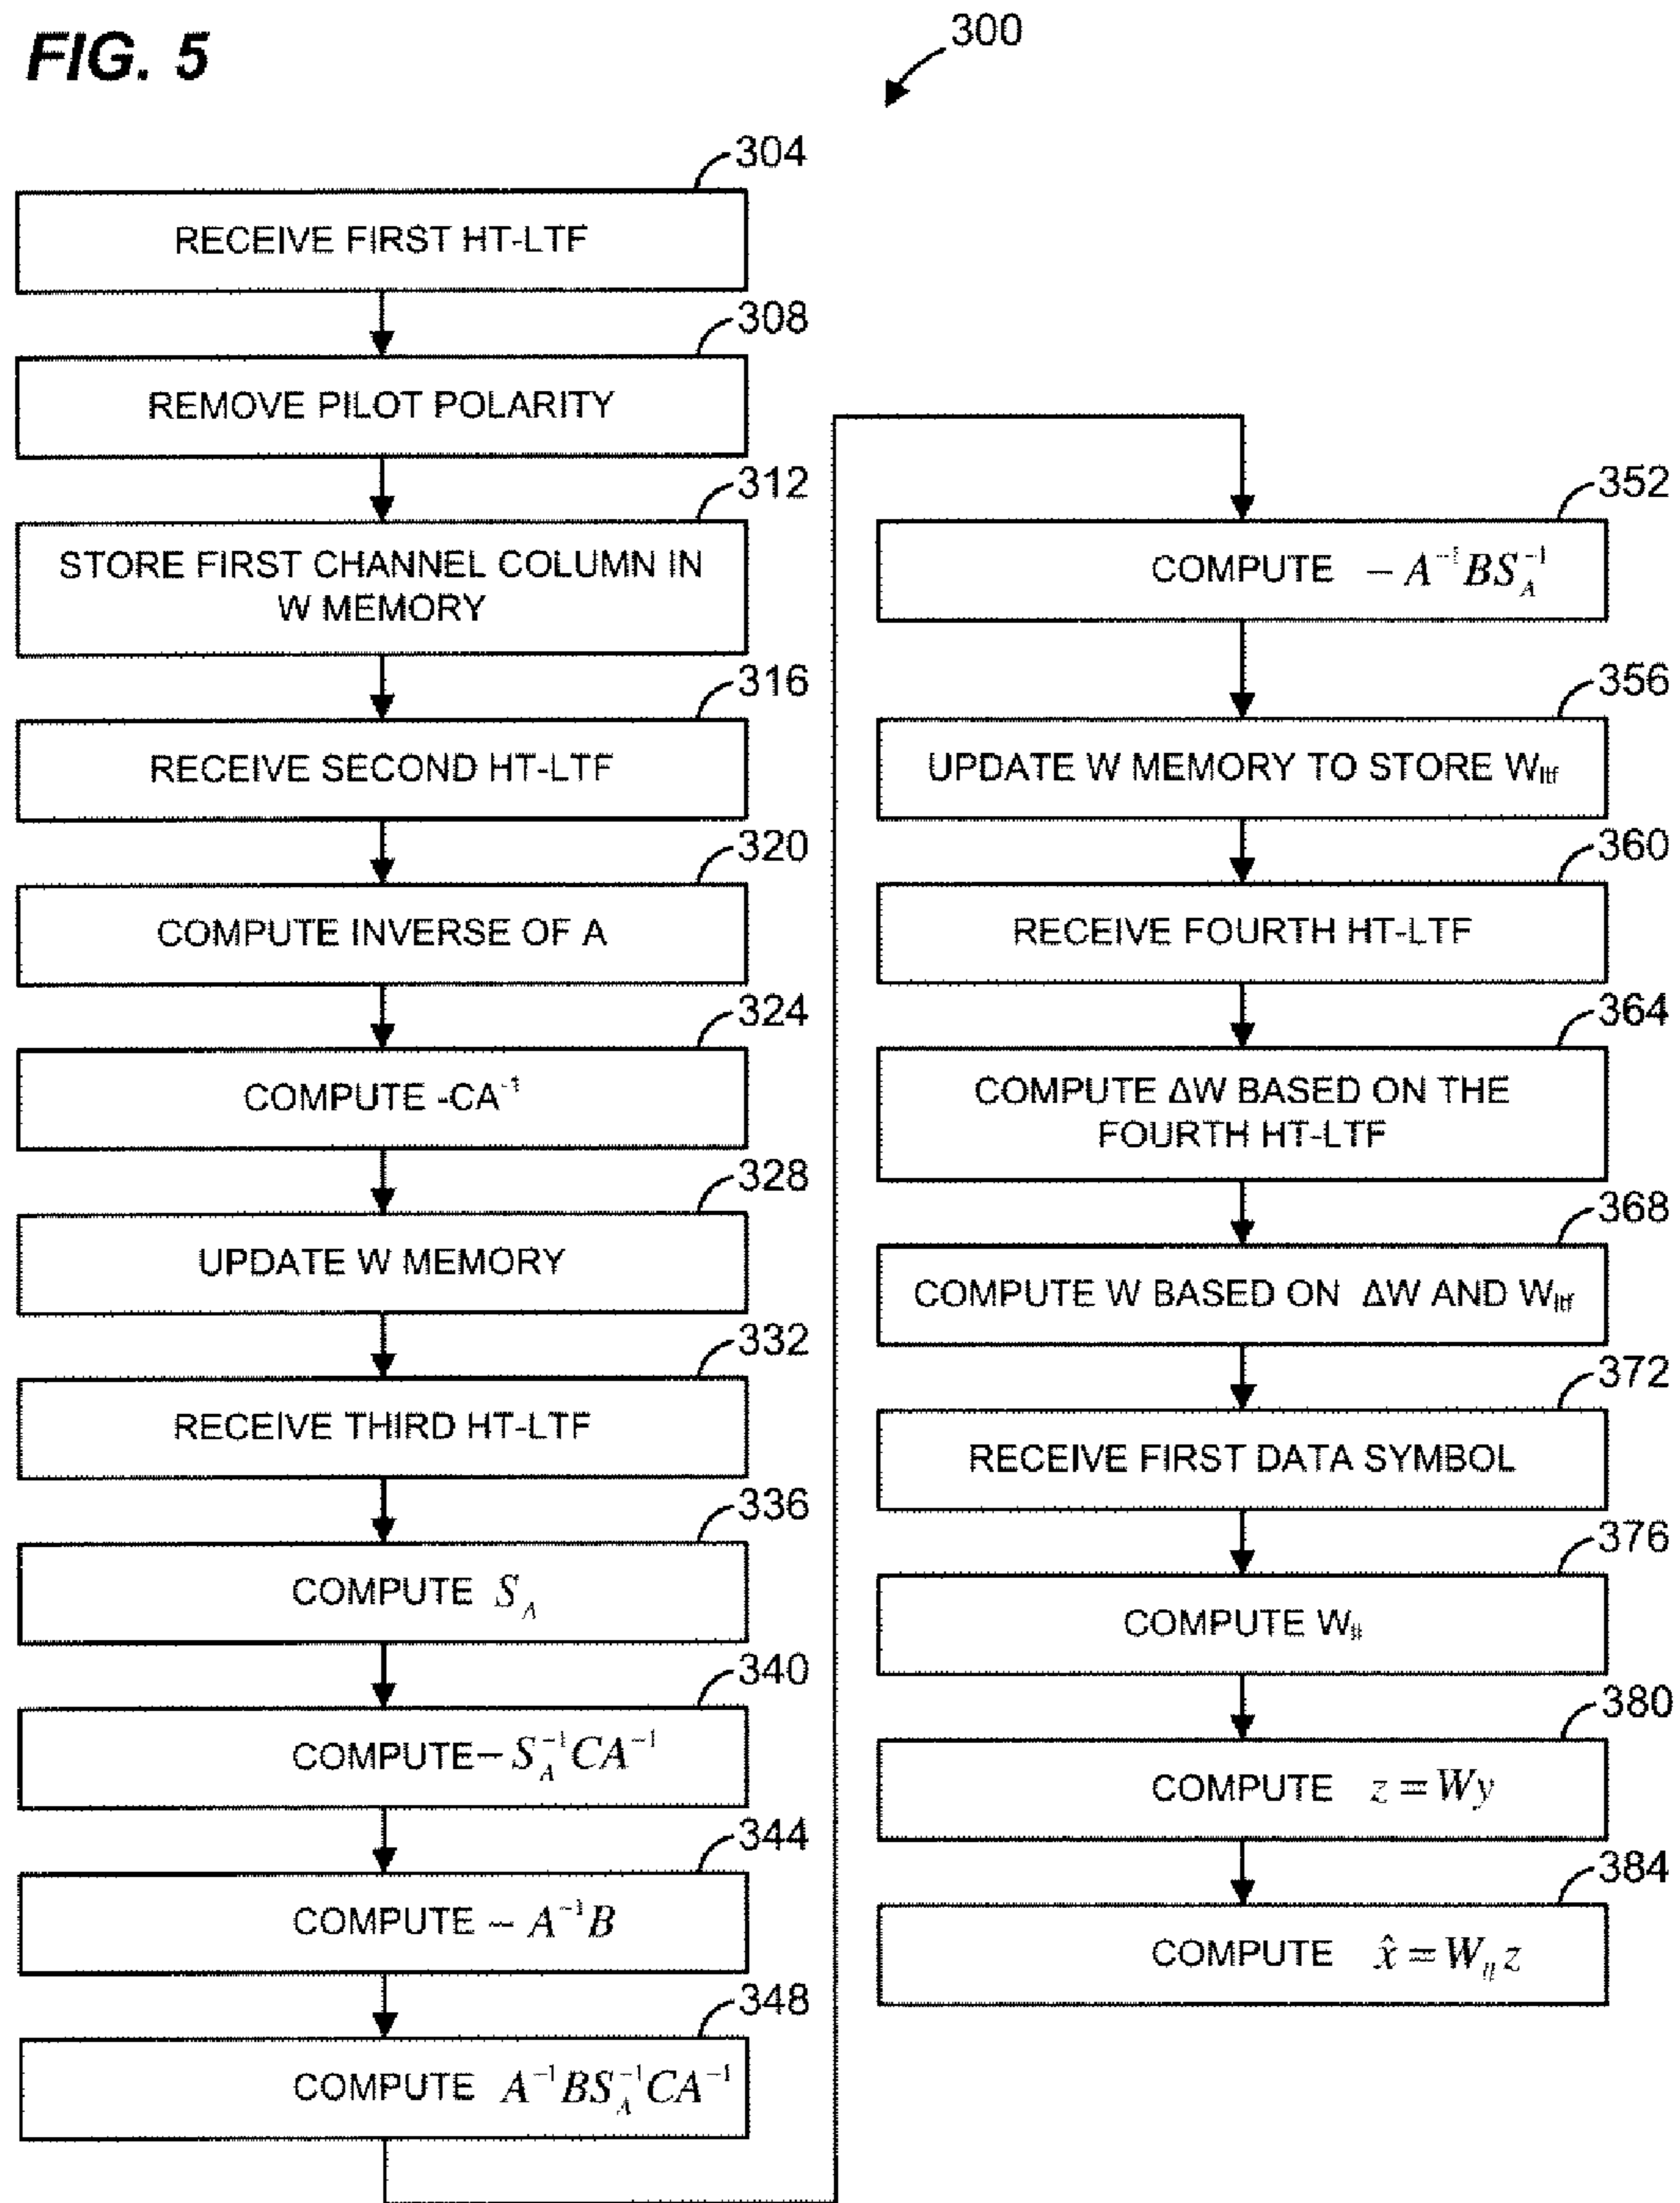 FIG. 5
300
304
RECEIVE FIRST HT-LTF
308
REMOVE PILOT POLARITY
312
STORE FIRST CHANNEL COLUMN IN
W MEMORY
316
RECEIVE SECOND HT-LTF
320
COMPUTE INVERSE OF A
324
COMPUTE -CA⁻¹
328
UPDATE W MEMORY
332
RECEIVE THIRD HT-LTF
336
COMPUTE S_A
340
COMPUTE – S_A⁻¹CA⁻¹
344
COMPUTE – A⁻¹B
348
COMPUTE A⁻¹BS_A⁻¹CA⁻¹
352
COMPUTE – A⁻¹BS_A⁻¹
356
UPDATE W MEMORY TO STORE W_ltf
360
RECEIVE FOURTH HT-LTF
364
COMPUTE ΔW BASED ON THE
FOURTH HT-LTF
368
COMPUTE W BASED ON ΔW AND W_ltf
372
RECEIVE FIRST DATA SYMBOL
376
COMPUTE W_tt
380
COMPUTE z = Wy
384
COMPUTE x̂ = W_tt z